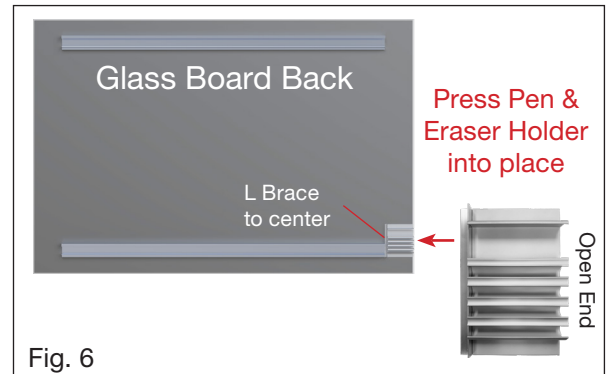 Glass Board Back
Press Pen &
Eraser Holder
into place
L Brace
to center
Open End
Fig. 6